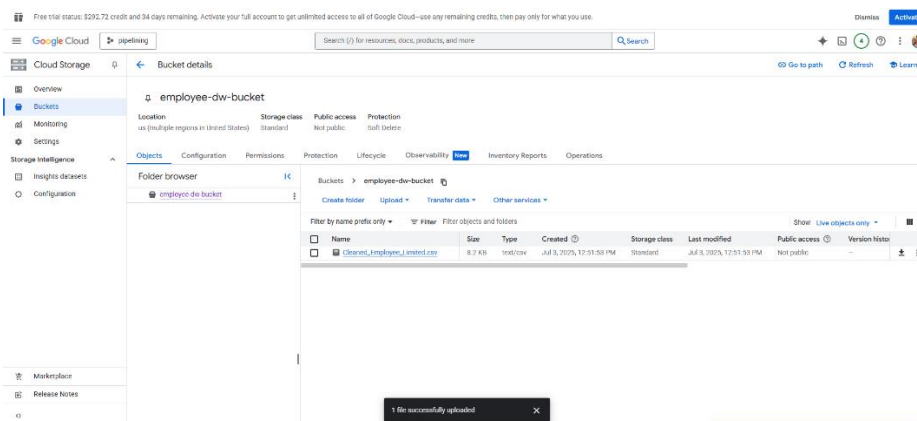 Free trial status: $292.72 credit and 34 days remaining. Activate your full account to get unlimited access to all of Google Cloud—use any remaining credits, then pay only for what you use.
Dismiss
Activat
Google Cloud
pipelining
Search (/) for resources, docs, products, and more
Search
4
Cloud Storage
Bucket details
Go to path
Refresh
Learn
Overview
Buckets
Monitoring
Settings
Storage Intelligence
Insights datasets
Configuration
employee-dw-bucket
Location Storage class Public access Protection
us (multiple regions in United States) Standard Not public Soft Delete
Objects Configuration Permissions Protection Lifecycle Observability New Inventory Reports Operations
Folder browser
employee-dw-bucket
Buckets > employee-dw-bucket
Create folder Upload Transfer data Other services
Filter by name prefix only Filter Filter objects and folders Show Live objects only
Name Size Type Created Storage class Last modified Public access Version histor
Cleaned_Employee_Limited.csv 8.2 KB text/csv Jul 3, 2025, 12:51:53 PM Standard Jul 3, 2025, 12:51:53 PM Not public —
Marketplace
Release Notes
1 file successfully uploaded